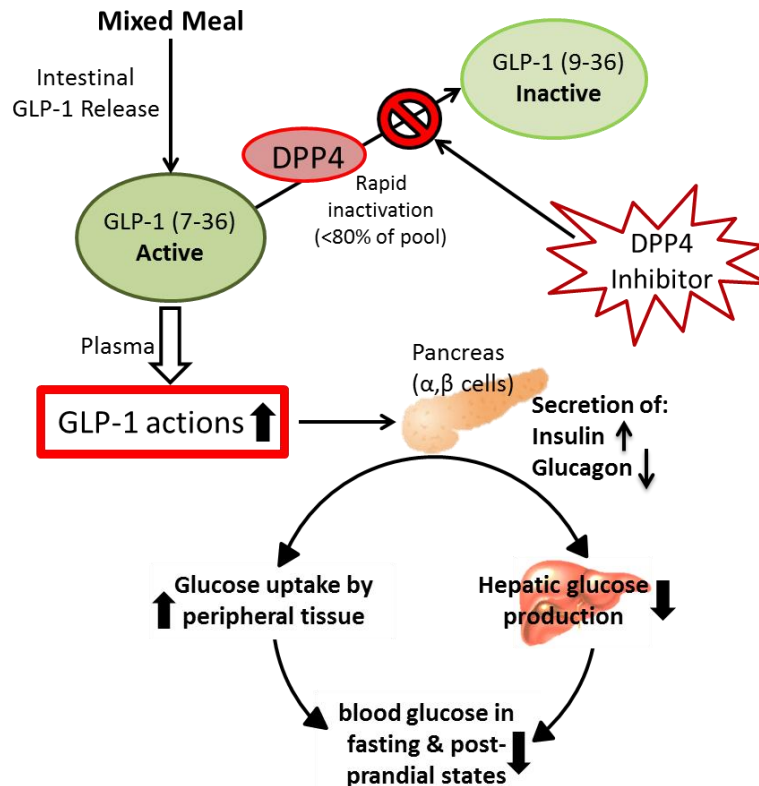 Mixed Meal
Intestinal
GLP-1 Release
GLP-1 (9-36)
Inactive
DPP4
Rapid
inactivation
(<80% of pool)
GLP-1 (7-36)
Active
DPP4
Inhibitor
Plasma
Pancreas
(α,β cells)
GLP-1 actions
Secretion of:
Insulin
Glucagon
Glucose uptake by
peripheral tissue
Hepatic glucose
production
blood glucose in
fasting & post-
prandial states